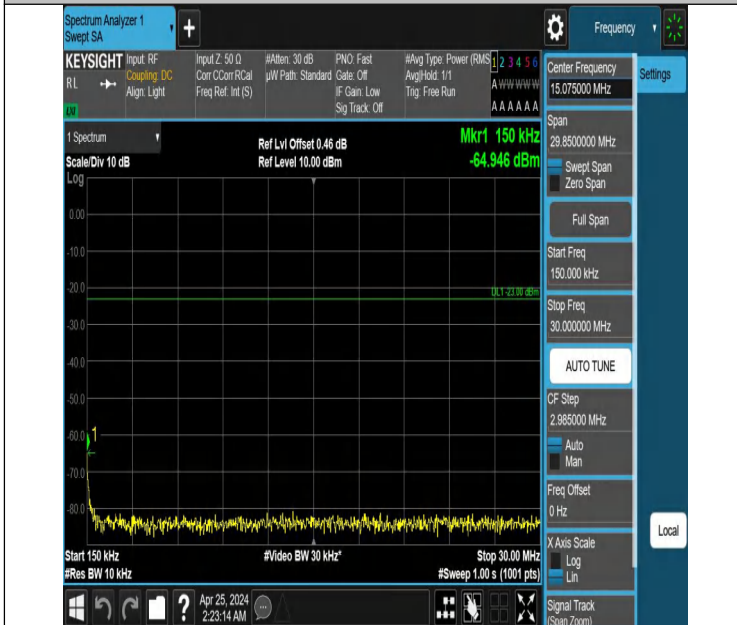 Spectrum Analyzer 1
Swept SA
Frequency
KEYSIGHT
RL
Input: RF
Coupling: DC
Align: Light
Input Z: 50 Ω
Corr CCorr RCal
Freq Ref: Int (S)
#Atten: 30 dB
µW Path: Standard
PNO: Fast
Gate: Off
IF Gain: Low
Sig Track: Off
#Avg Type: Power (RMS
Avg|Hold: 1/1
Trig: Free Run
1 2 3 4 5 6
A W W W W W
A A A A A A
Settings
1 Spectrum
Scale/Div 10 dB
Log
Ref Lvl Offset 0.46 dB
Ref Level 10.00 dBm
Mkr1 150 kHz
-64.946 dBm
0.00
-10.0
-20.0
-30.0
-40.0
-50.0
-60.0
-70.0
-80.0
DL1 -23.00 dBm
1
Start 150 kHz
#Res BW 10 kHz
#Video BW 30 kHz*
Stop 30.00 MHz
#Sweep 1.00 s (1001 pts)
Center Frequency
15.075000 MHz
Span
29.8500000 MHz
Swept Span
Zero Span
Full Span
Start Freq
150.000 kHz
Stop Freq
30.000000 MHz
AUTO TUNE
CF Step
2.985000 MHz
Auto
Man
Freq Offset
0 Hz
X Axis Scale
Log
Lin
Signal Track
(Span Zoom)
Local
?
Apr 25, 2024
2:23:14 AM